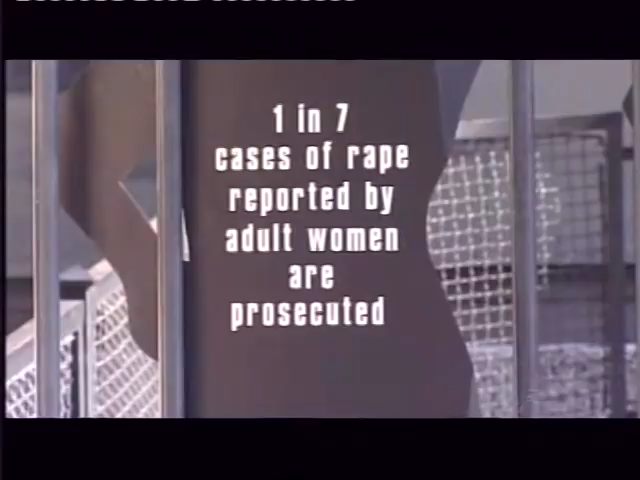 1 in 7
cases of rape
reported by
adult women
are
prosecuted